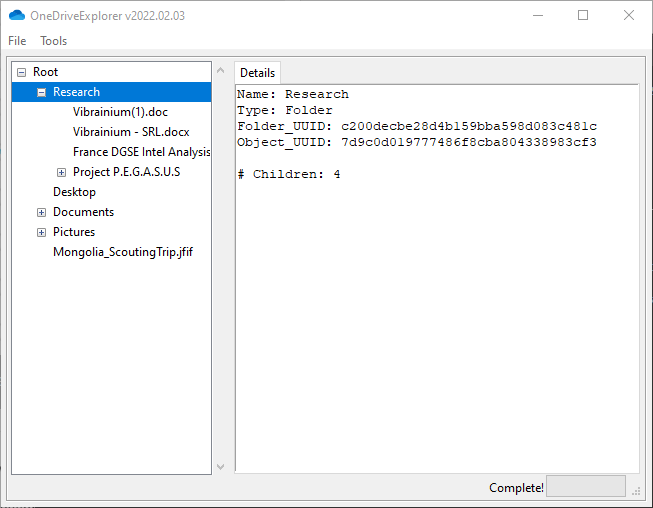 OneDriveExplorer v2022.02.03
File Tools
Root
Research
Vibrainium(1).doc
Vibrainium - SRL.docx
France DGSE Intel Analysis
Project P.E.G.A.S.U.S
Desktop
Documents
Pictures
Mongolia_ScoutingTrip.jfif
Details
Name: Research
Type: Folder
Folder_UUID: c200decbe28d4b159bba598d083c481c
Object_UUID: 7d9c0d019777486f8cba804338983cf3
# Children: 4
Complete!